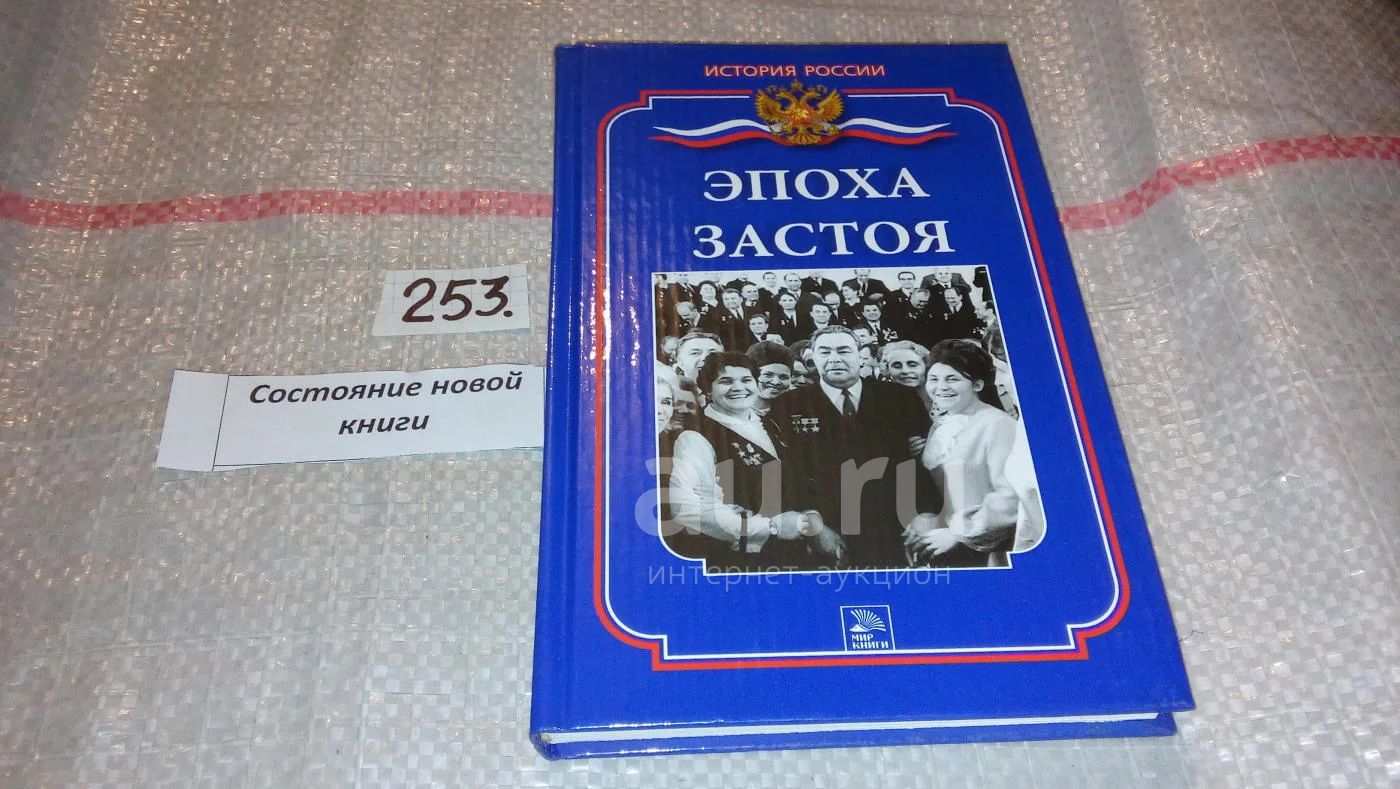 ИСТОРИЯ РОССИИ
ЭПОХА
ЗАСТОЯ
253.
Состояние новой
книги
au.ru
интернет-аукцион
МИР
КНИГИ